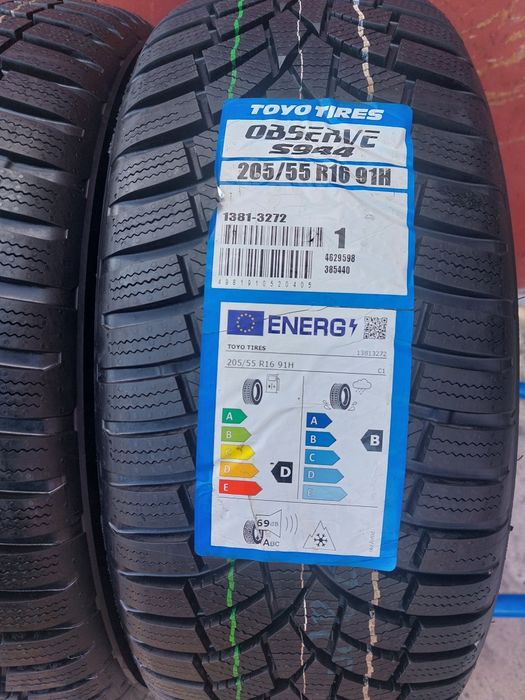 TOYO TIRES
OBSERVE
S944
205/55 R16 91H
1381-3272
1
4629598
385440
4981910520405
ENERG
TOYO TIRES 13813272
205/55 R16 91H C1
A A
B B B
C C
D D D
E E
69dB
ABC